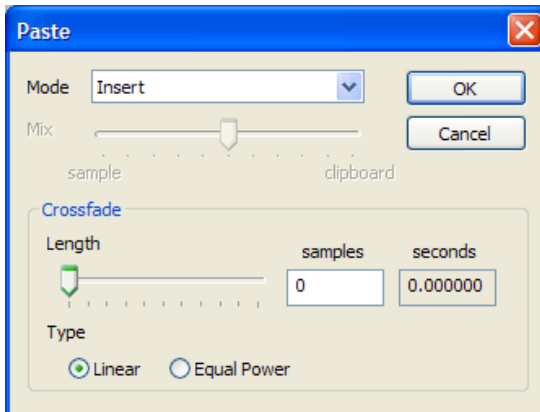 Paste
Mode Insert OK
Mix Cancel
sample clipboard
Crossfade
Length samples seconds
0 0.000000
Type
Linear Equal Power